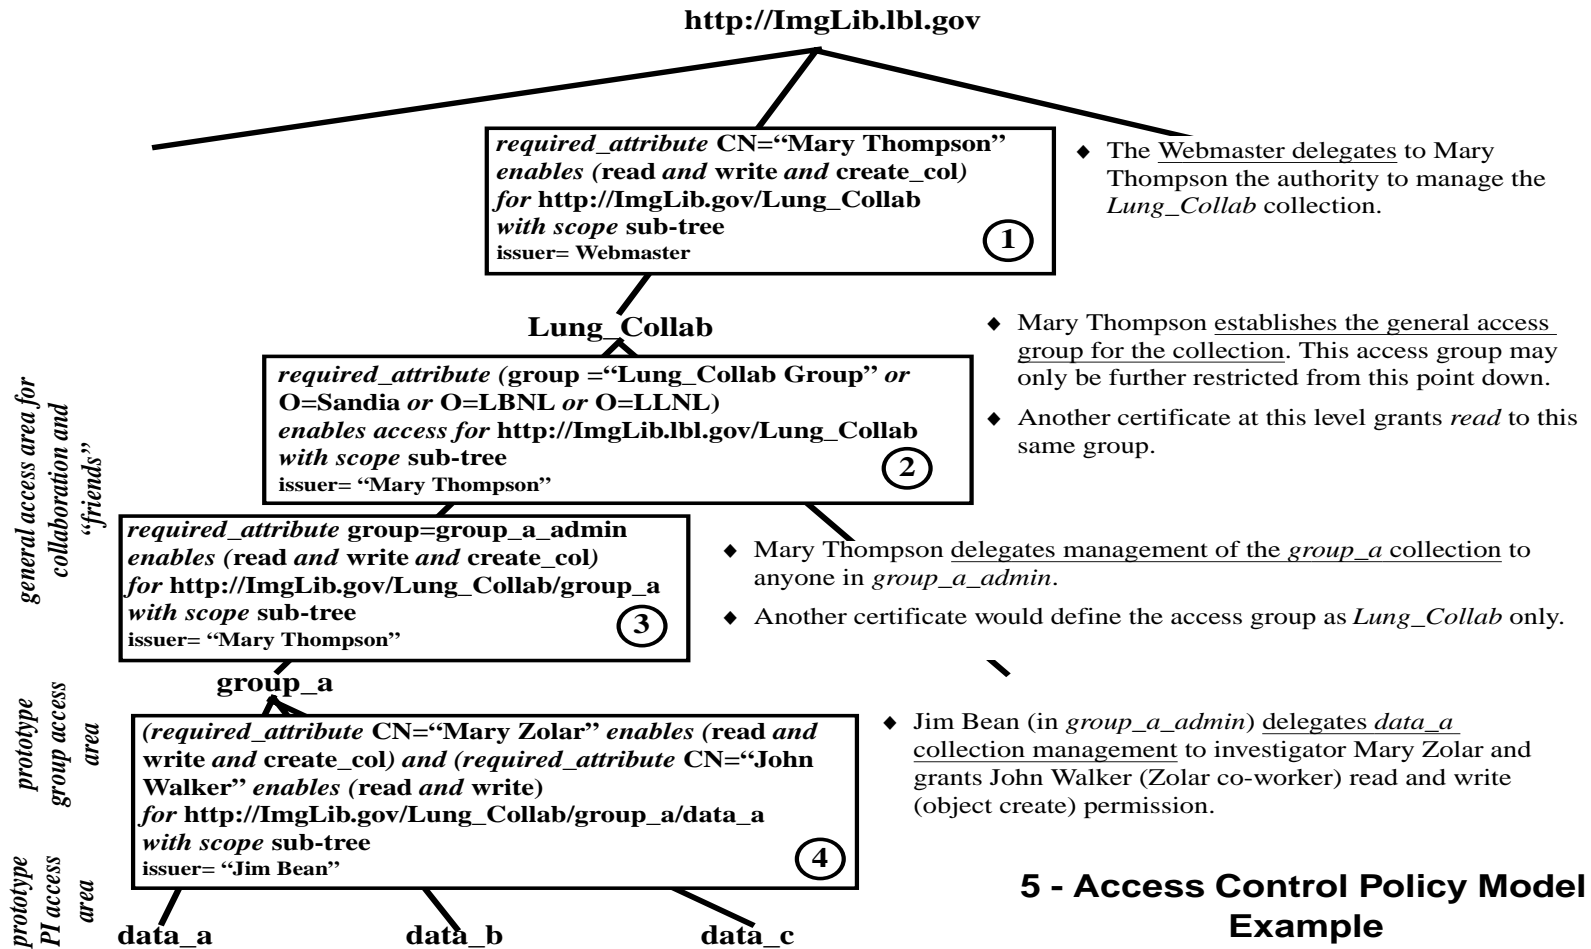 http://ImgLib.lbl.gov
required_attribute CN=“Mary Thompson”
enables (read and write and create_col)
for http://ImgLib.gov/Lung_Collab
with scope sub-tree
issuer= Webmaster
1
◆ The Webmaster delegates to Mary
Thompson the authority to manage the
Lung_Collab collection.
Lung_Collab
◆ Mary Thompson establishes the general access
group for the collection. This access group may
only be further restricted from this point down.
◆ Another certificate at this level grants read to this
same group.
required_attribute (group =“Lung_Collab Group” or
O=Sandia or O=LBNL or O=LLNL)
enables access for http://ImgLib.lbl.gov/Lung_Collab
with scope sub-tree
issuer= “Mary Thompson”
2
general access area for
collaboration and
“friends”
required_attribute group=group_a_admin
enables (read and write and create_col)
for http://ImgLib.gov/Lung_Collab/group_a
with scope sub-tree
issuer= “Mary Thompson”
3
◆ Mary Thompson delegates management of the group_a collection to
anyone in group_a_admin.
◆ Another certificate would define the access group as Lung_Collab only.
group_a
prototype
group access
area
(required_attribute CN=“Mary Zolar” enables (read and
write and create_col) and (required_attribute CN=“John
Walker” enables (read and write)
for http://ImgLib.gov/Lung_Collab/group_a/data_a
with scope sub-tree
issuer= “Jim Bean”
4
◆ Jim Bean (in group_a_admin) delegates data_a
collection management to investigator Mary Zolar and
grants John Walker (Zolar co-worker) read and write
(object create) permission.
prototype
PI access
area
data_a
data_b
data_c
5 - Access Control Policy Model
Example